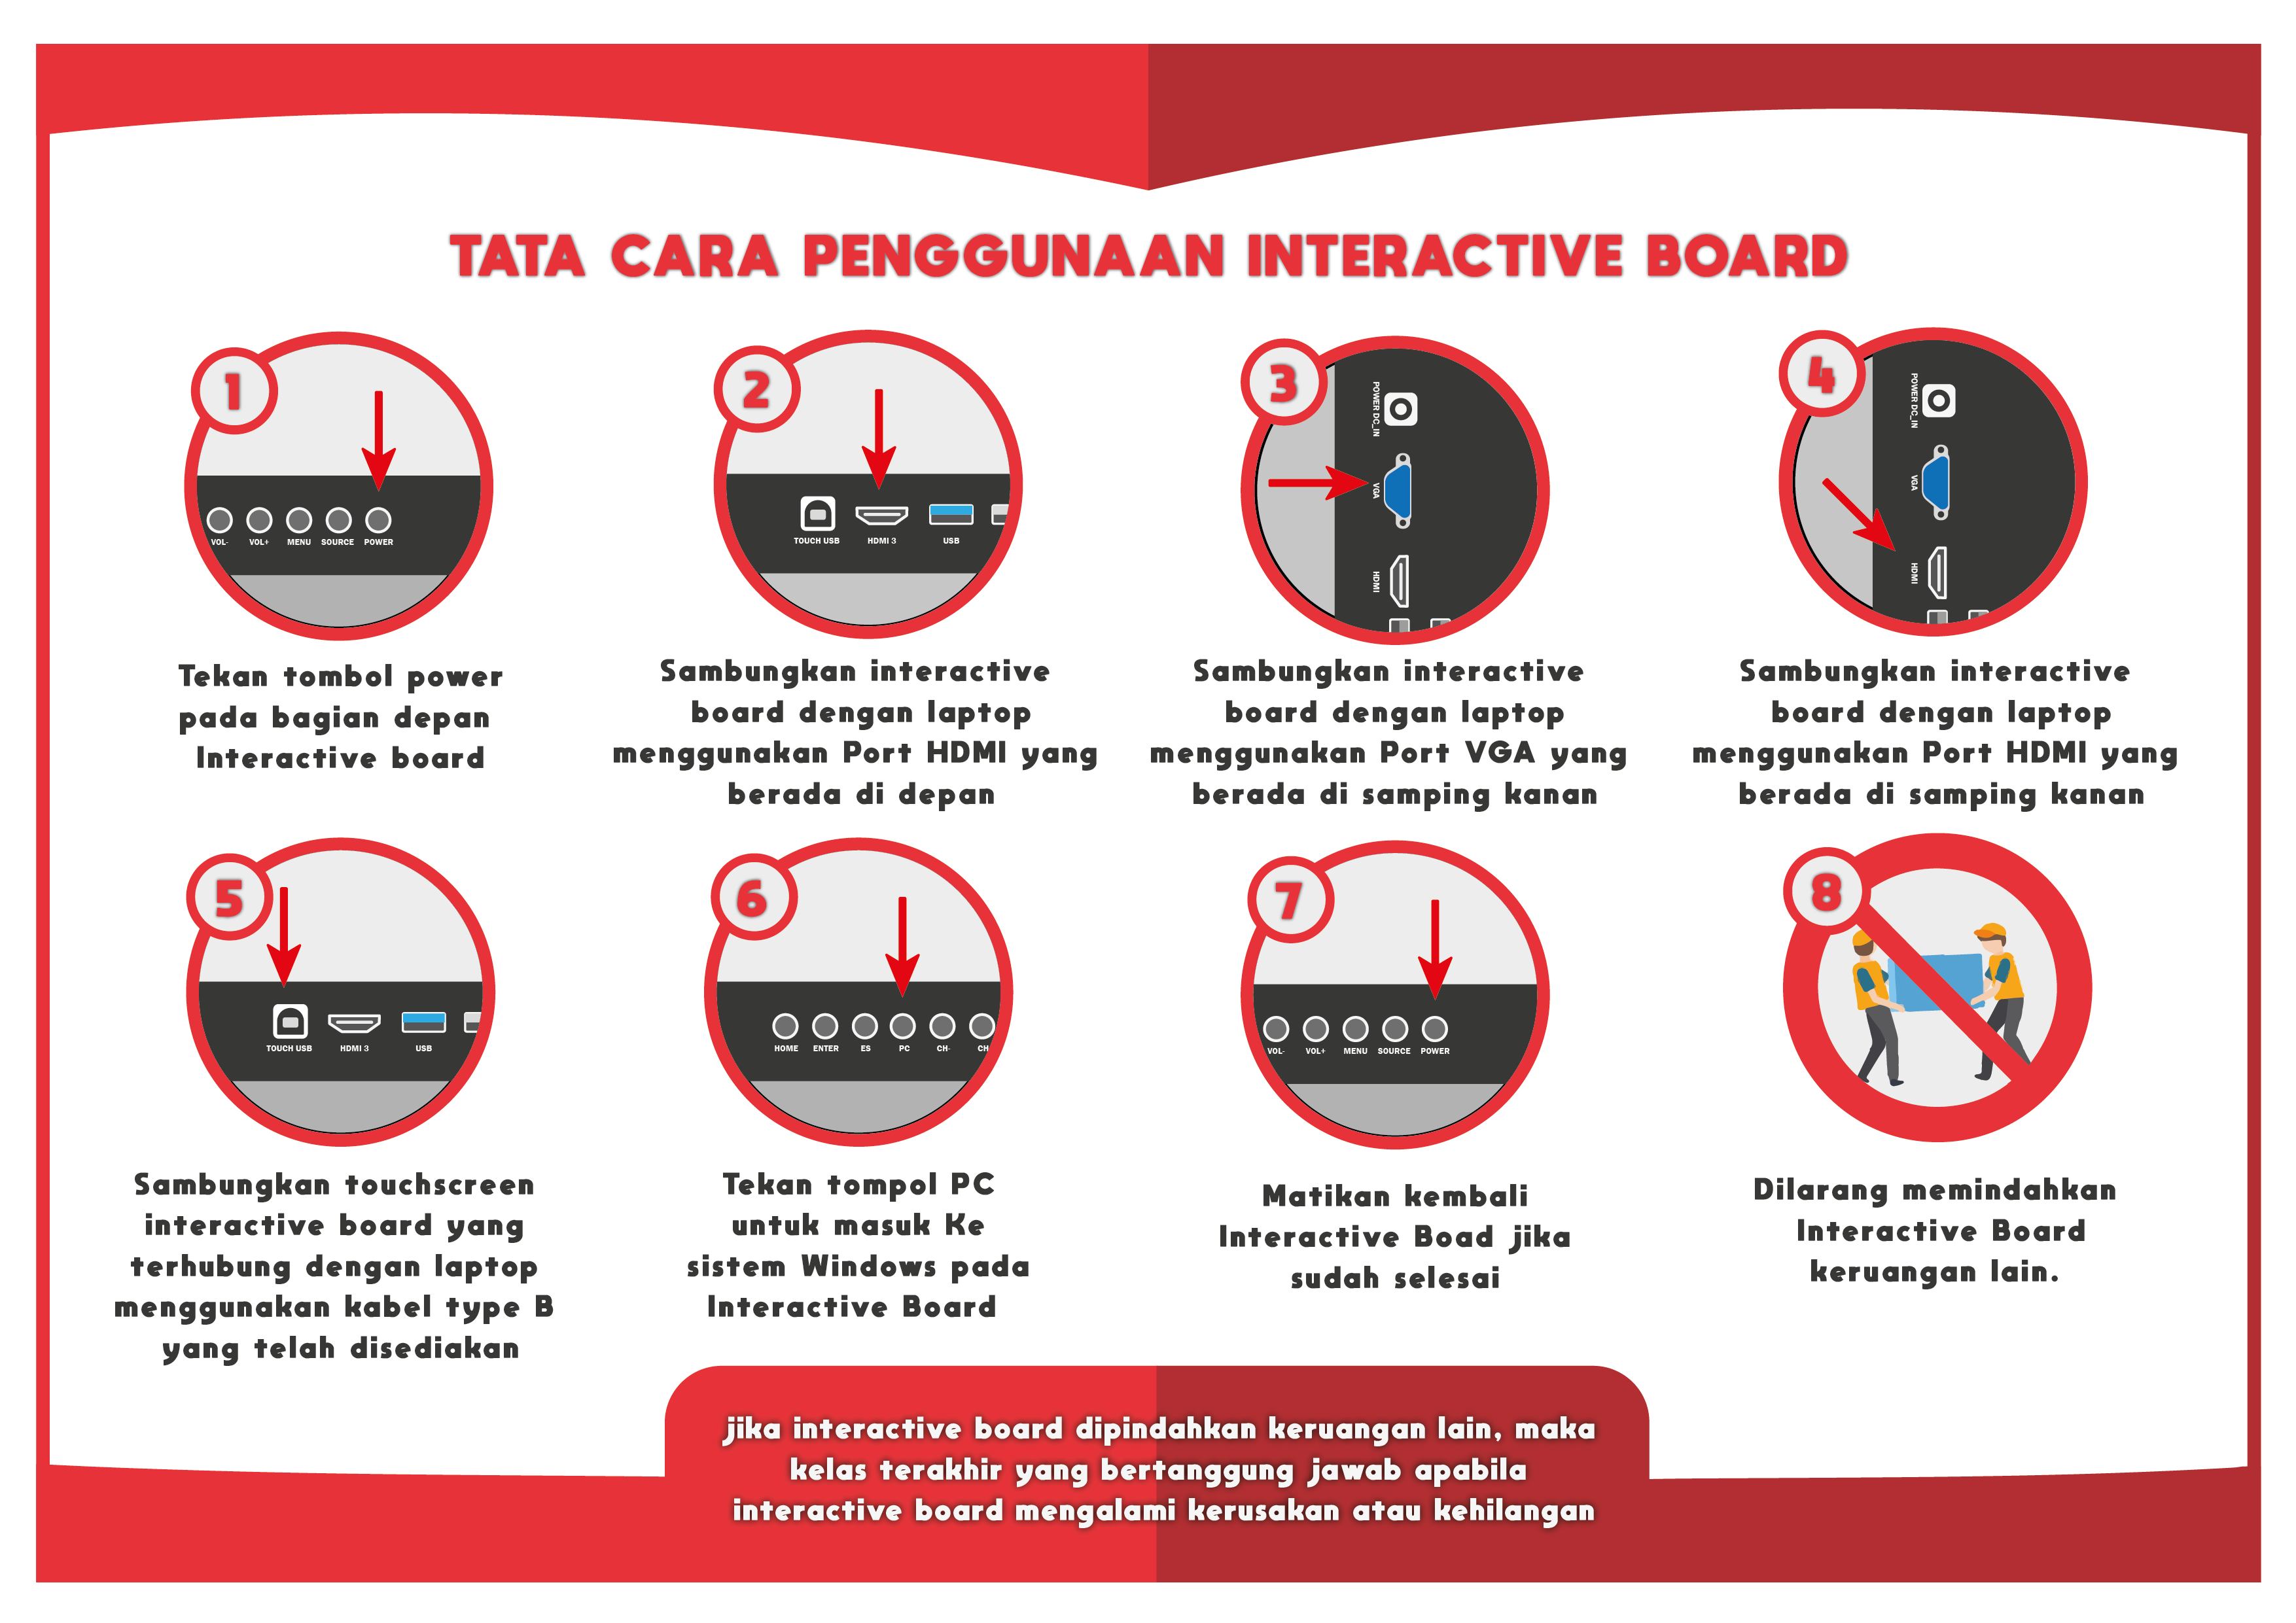 TATA CARA PENGGUNAAN INTERACTIVE BOARD
1
VOL-
VOL+
MENU
SOURCE
POWER
Tekan tombol power
pada bagian depan
Interactive board
2
TOUCH USB
HDMI 3
USB
Sambungkan interactive
board dengan laptop
menggunakan Port HDMI yang
berada di depan
3
POWER DC_IN
VGA
HDMI
Sambungkan interactive
board dengan laptop
menggunakan Port VGA yang
berada di samping kanan
4
POWER DC_IN
VGA
HDMI
Sambungkan interactive
board dengan laptop
menggunakan Port HDMI yang
berada di samping kanan
5
TOUCH USB
HDMI 3
USB
Sambungkan touchscreen
interactive board yang
terhubung dengan laptop
menggunakan kabel type B
yang telah disediakan
6
HOME
ENTER
ES
PC
CH-
CH
Tekan tompol PC
untuk masuk Ke
sistem Windows pada
Interactive Board
7
VOL-
VOL+
MENU
SOURCE
POWER
Matikan kembali
Interactive Boad jika
sudah selesai
8
Dilarang memindahkan
Interactive Board
keruangan lain.
jika interactive board dipindahkan keruangan lain, maka
kelas terakhir yang bertanggung jawab apabila
interactive board mengalami kerusakan atau kehilangan